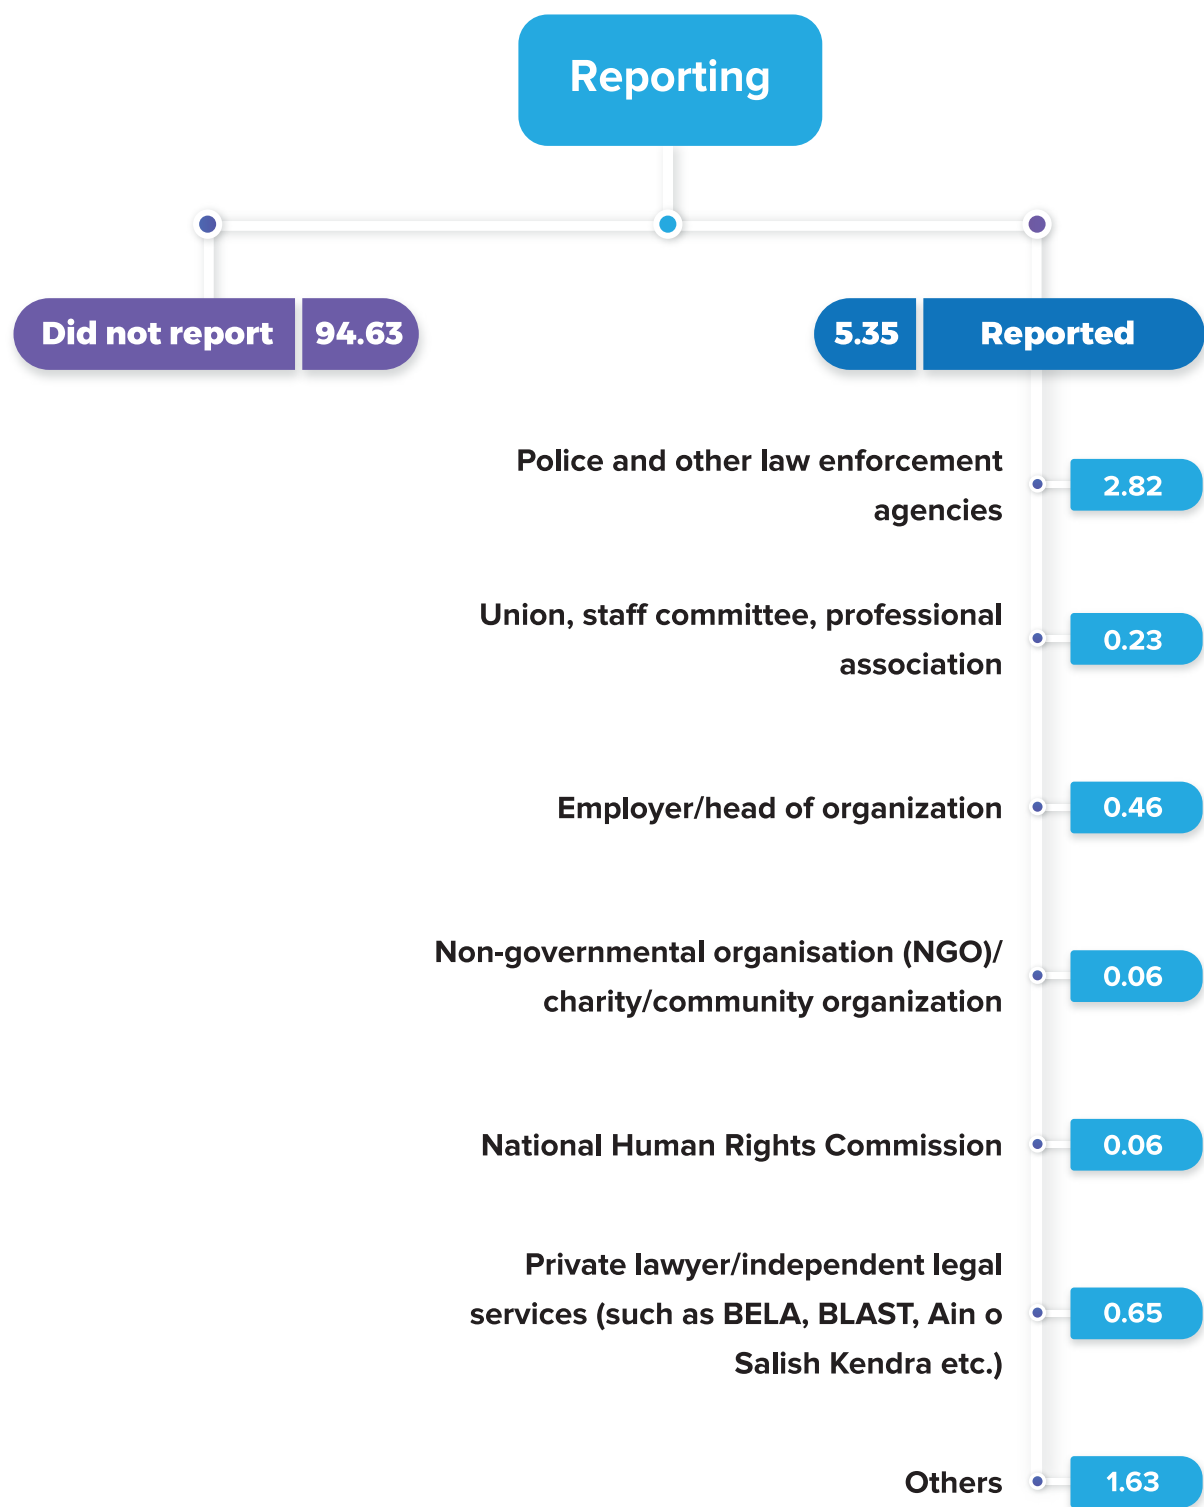 Reporting
Did not report 94.63
5.35 Reported
Police and other law enforcement
agencies
2.82
Union, staff committee, professional
association
0.23
Employer/head of organization
0.46
Non-governmental organisation (NGO)/
charity/community organization
0.06
National Human Rights Commission
0.06
Private lawyer/independent legal
services (such as BELA, BLAST, Ain o
Salish Kendra etc.)
0.65
Others
1.63